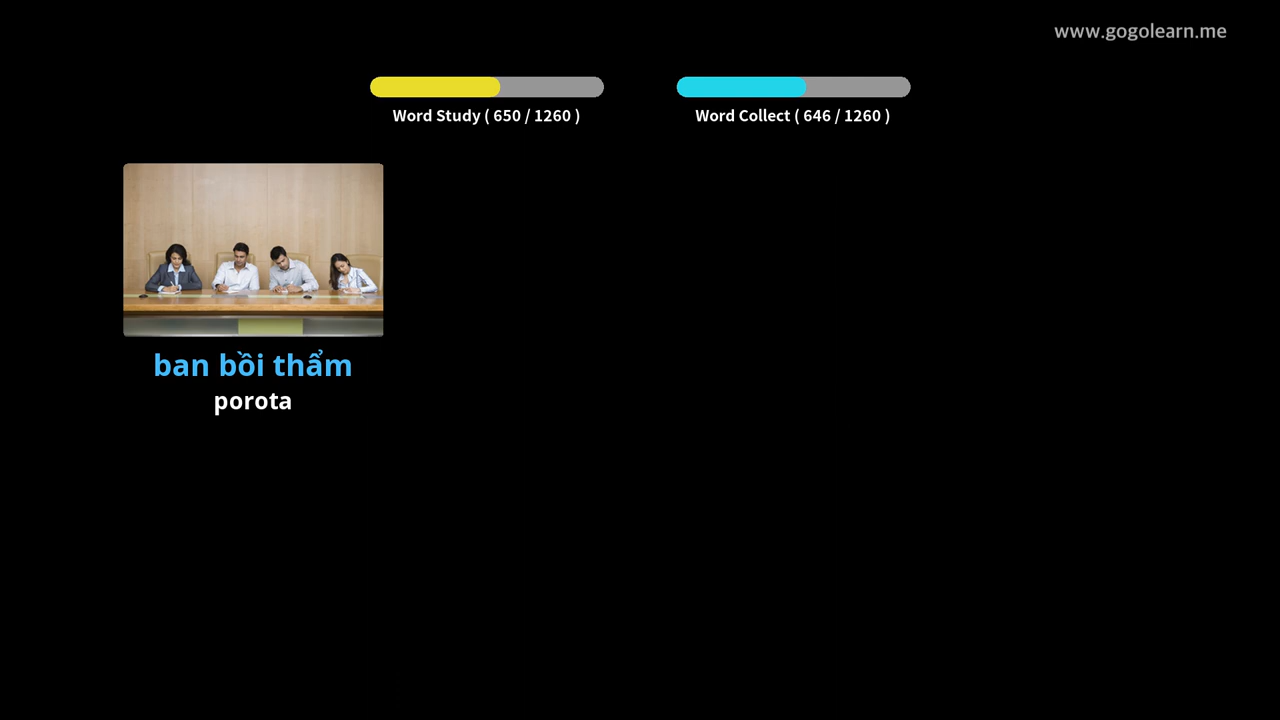 www.gogolearn.me
Word Study ( 650 / 1260 )
Word Collect ( 646 / 1260 )
ban bồi thẩm
porota